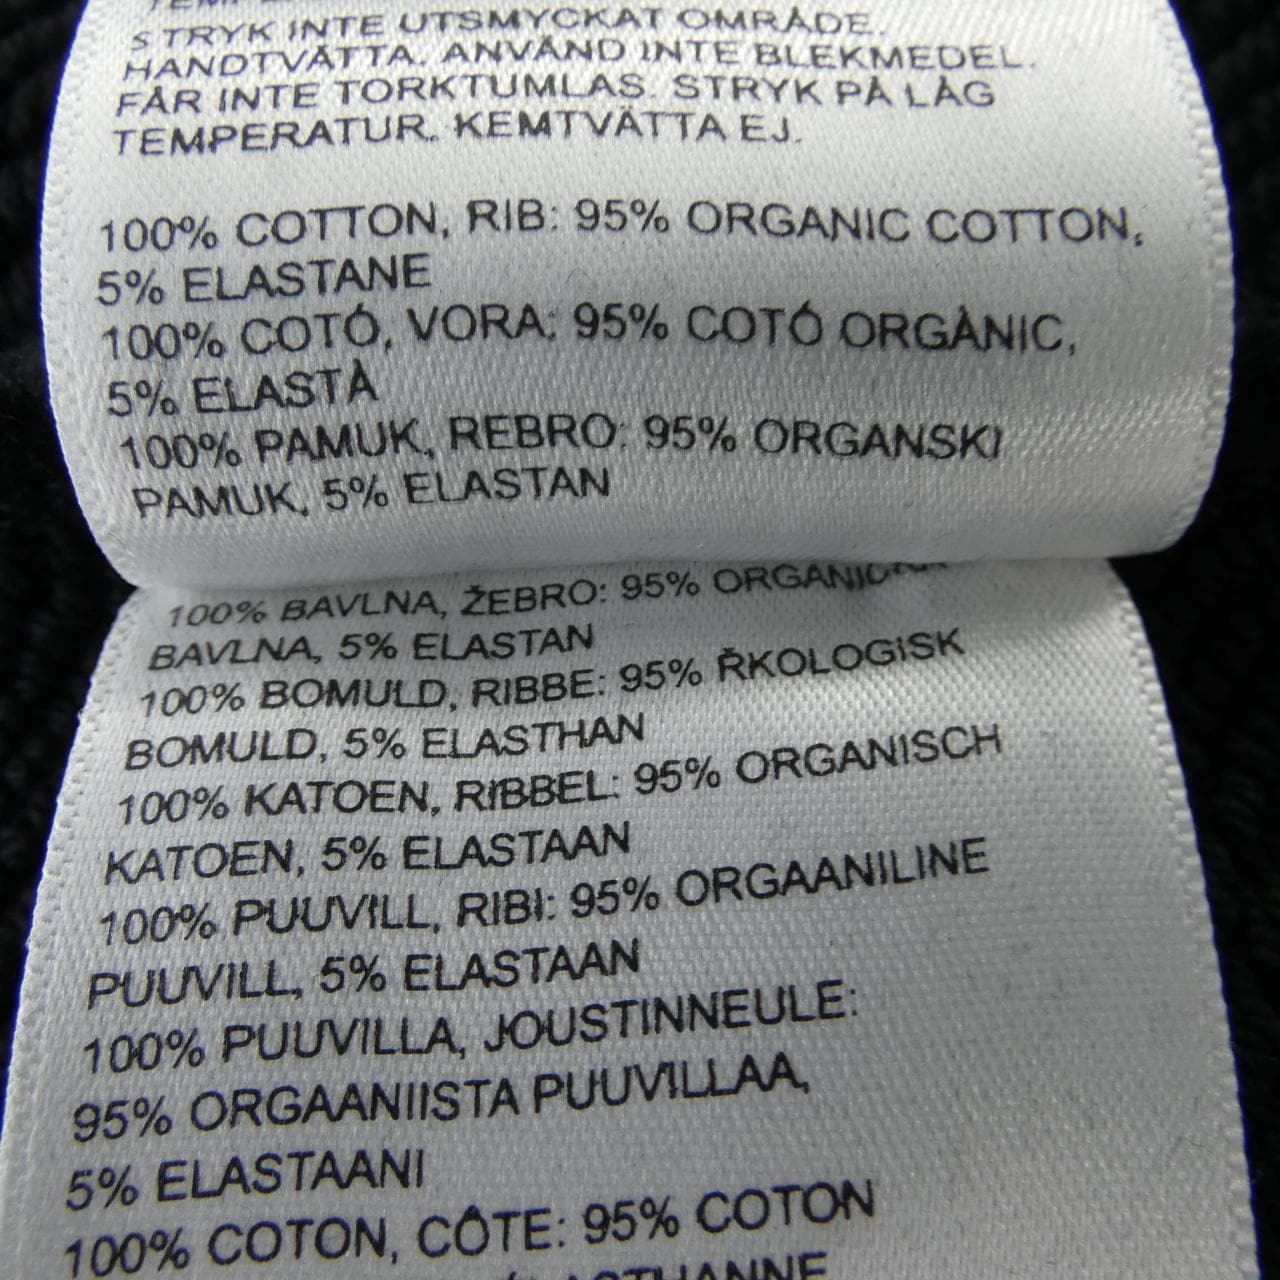 STRYK INTE UTSMYCKAT OMRÅDE.
HANDTVÄTTA. ANVÄND INTE BLEKMEDEL.
FÅR INTE TORKTUMLAS. STRYK PÅ LÅG
TEMPERATUR. KEMTVÄTTA EJ.
100% COTTON, RIB: 95% ORGANIC COTTON,
5% ELASTANE
100% COTÓ, VORA: 95% COTÓ ORGÀNIC,
5% ELASTÀ
100% PAMUK, REBRO: 95% ORGANSKI
PAMUK, 5% ELASTAN
100% BAVLNA, ŽEBRO: 95%
BAVLNA, 5% ELASTAN
100% BOMULD, RIBBE: 95% ŘKOLOGISK
BOMULD, 5% ELASTHAN
100% KATOEN, RIBBEL: 95% ORGANISCH
KATOEN, 5% ELASTAAN
100% PUUVILL, RIBI: 95% ORGAANILINE
PUUVILL, 5% ELASTAAN
100% PUUVILLA, JOUSTINNEULE:
95% ORGAANIISTA PUUVILLAA,
5% ELASTAANI
100% COTON, CÔTE: 95% COTON